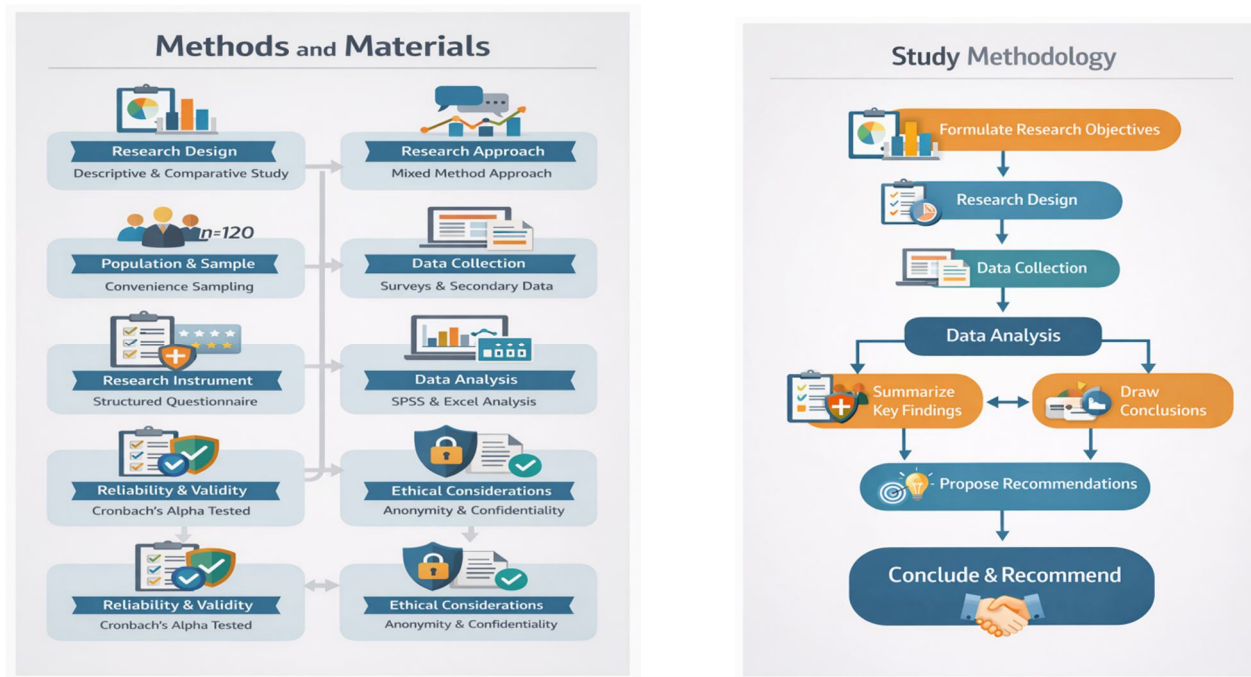 Methods and Materials
Research Design
Descriptive & Comparative Study
Research Approach
Mixed Method Approach
n=120
Population & Sample
Convenience Sampling
Data Collection
Surveys & Secondary Data
Research Instrument
Structured Questionnaire
Data Analysis
SPSS & Excel Analysis
Reliability & Validity
Cronbach's Alpha Tested
Ethical Considerations
Anonymity & Confidentiality
Reliability & Validity
Cronbach's Alpha Tested
Ethical Considerations
Anonymity & Confidentiality
Study Methodology
Formulate Research Objectives
Research Design
Data Collection
Data Analysis
Summarize
Key Findings
Draw
Conclusions
Propose Recommendations
Conclude & Recommend